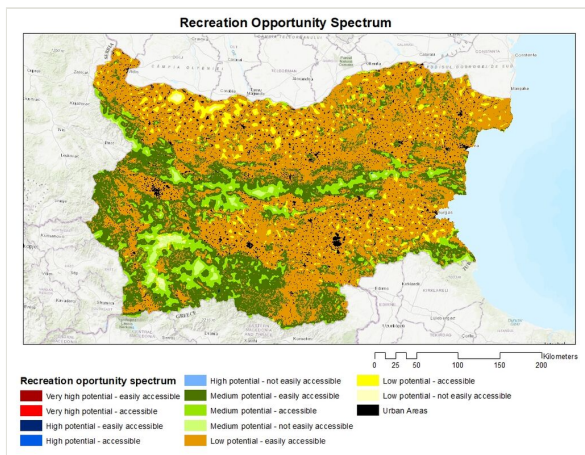 Recreation Opportunity Spectrum
SERBIA
GREECE
Kilometers
0 25 50 100 150 200
Recreation oportunity spectrum
Very high potential - easily accessible
Very high potential - accessible
High potential - easily accessible
High potential - accessible
High potential - not easily accessible
Medium potential - easily accessible
Medium potential - accessible
Medium potential - not easily accessible
Low potential - easily accessible
Low potential - accessible
Low potential - not easily accessible
Urban Areas